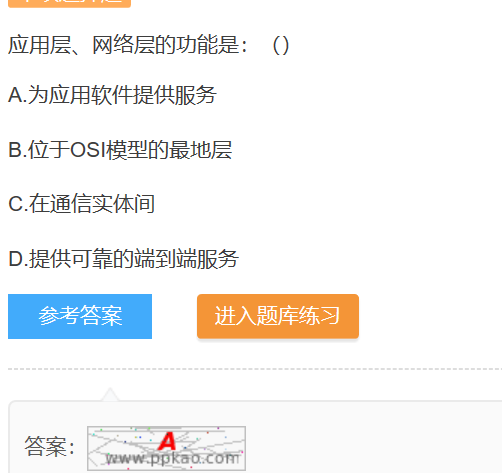 应用层、网络层的功能是：（）
A.为应用软件提供服务
B.位于OSI模型的最地层
C.在通信实体间
D.提供可靠的端到端服务
参考答案
进入题库练习
答案：
A
www.ppkao.com